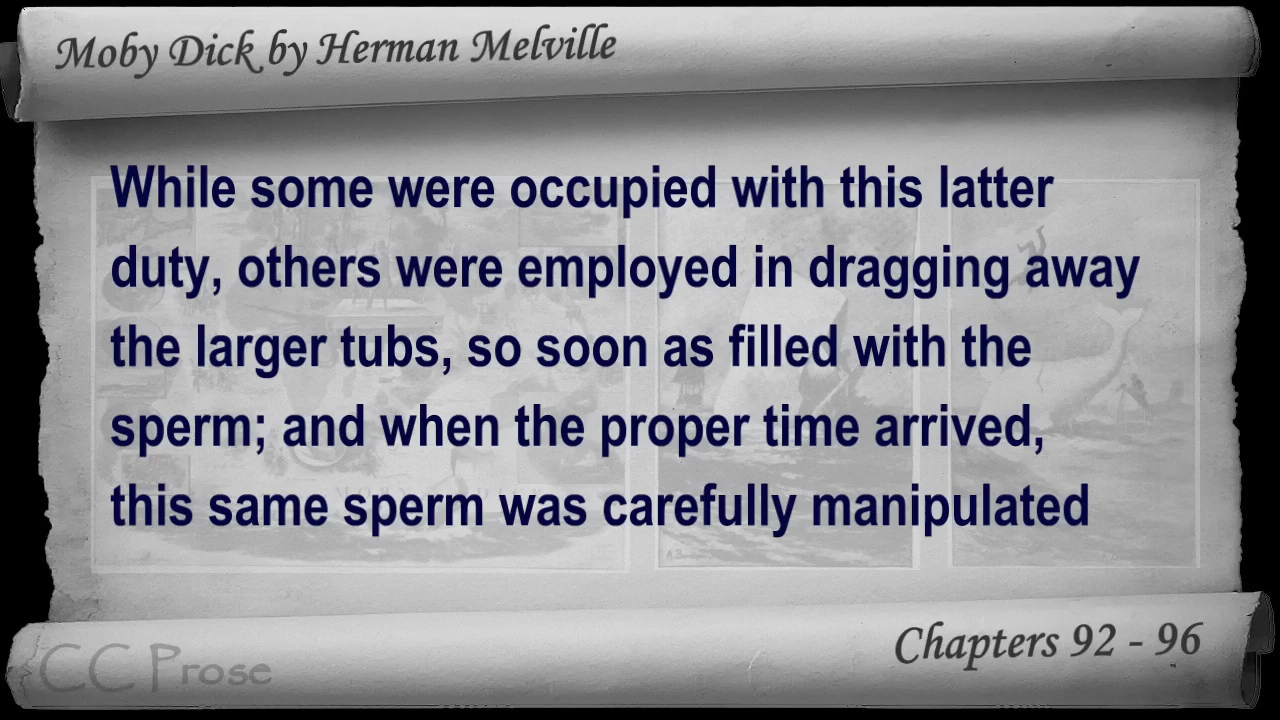 Moby Dick by Herman Melville
While some were occupied with this latter
duty, others were employed in dragging away
the larger tubs, so soon as filled with the
sperm; and when the proper time arrived,
this same sperm was carefully manipulated
Chapters 92 - 96
CC Prose